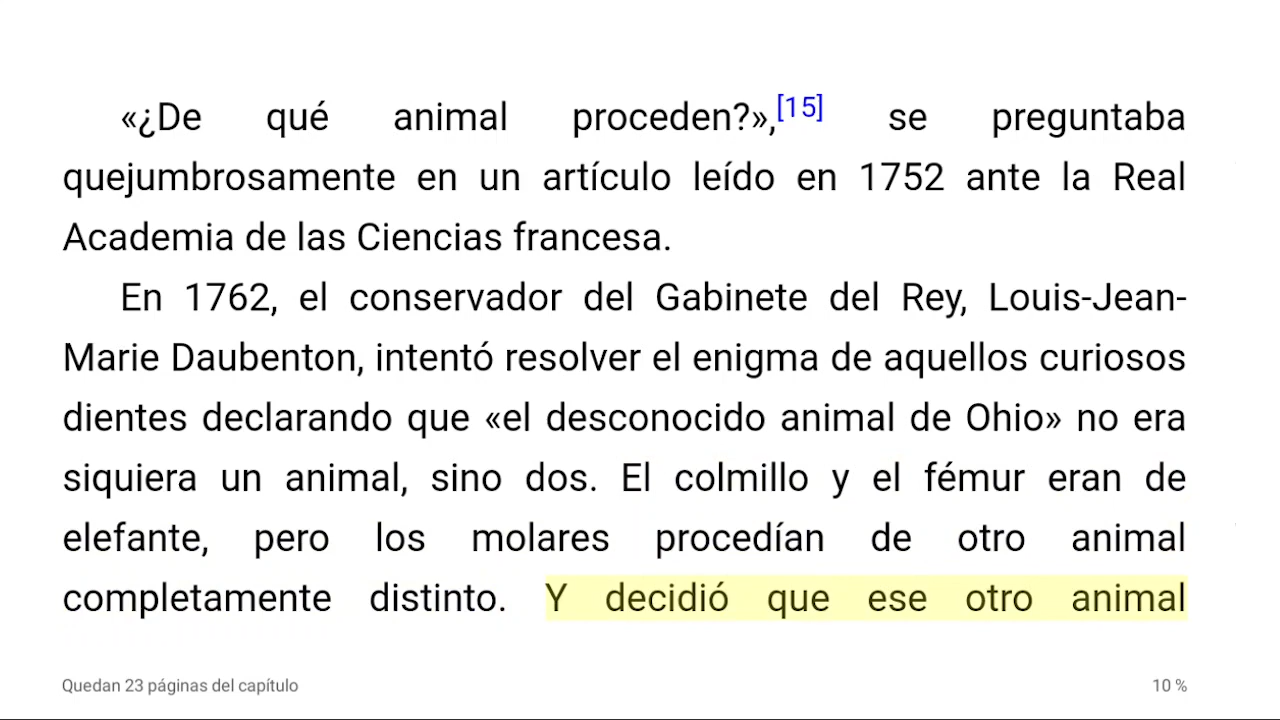 «¿De qué animal proceden?»,[15] se preguntaba
quejumbrosamente en un artículo leído en 1752 ante la Real
Academia de las Ciencias francesa.
En 1762, el conservador del Gabinete del Rey, Louis-Jean-
Marie Daubenton, intentó resolver el enigma de aquellos curiosos
dientes declarando que «el desconocido animal de Ohio» no era
siquiera un animal, sino dos. El colmillo y el fémur eran de
elefante, pero los molares procedían de otro animal
completamente distinto. Y decidió que ese otro animal
Quedan 23 páginas del capítulo
10 %